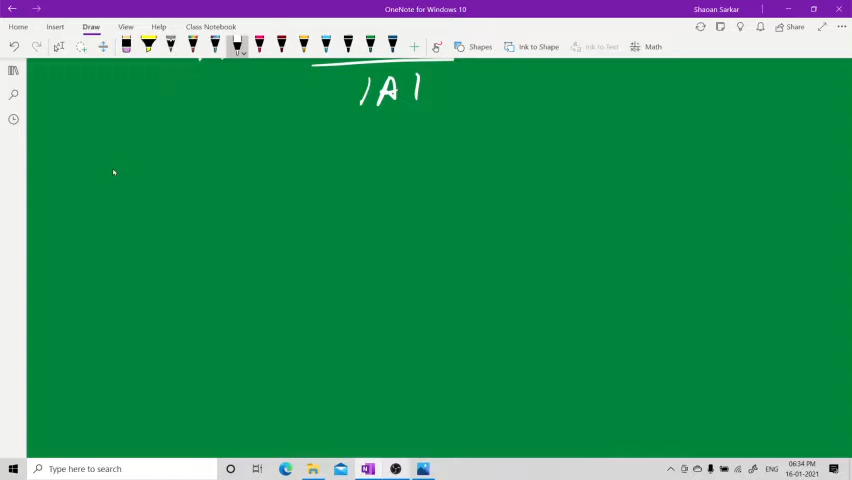 OneNote for Windows 10
Shaoan Sarkar
Home Insert Draw View Help Class Notebook
Share
Shapes Ink to Shape Ink to Text Math
|A|
Type here to search
ENG
06:34 PM
16-01-2021